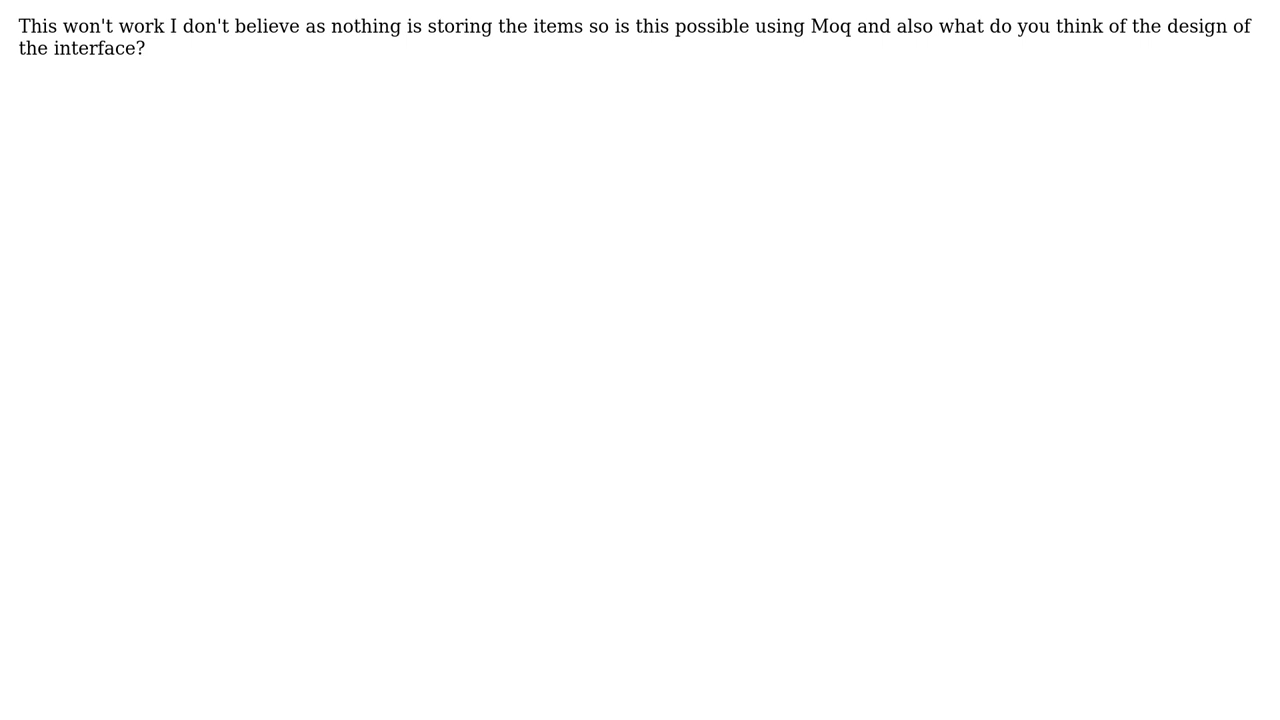 This won't work I don't believe as nothing is storing the items so is this possible using Moq and also what do you think of the design of
the interface?